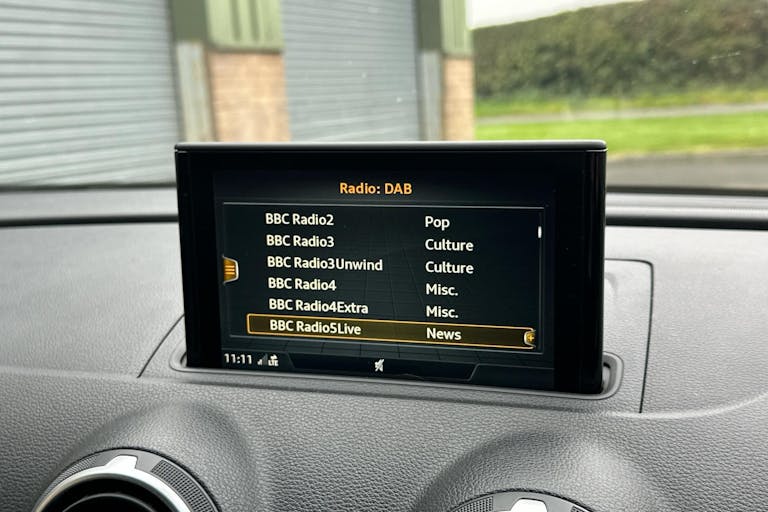 Radio: DAB
BBC Radio2 Pop
BBC Radio3 Culture
BBC Radio3Unwind Culture
BBC Radio4 Misc.
BBC Radio4Extra Misc.
BBC Radio5Live News
11:11 LTE